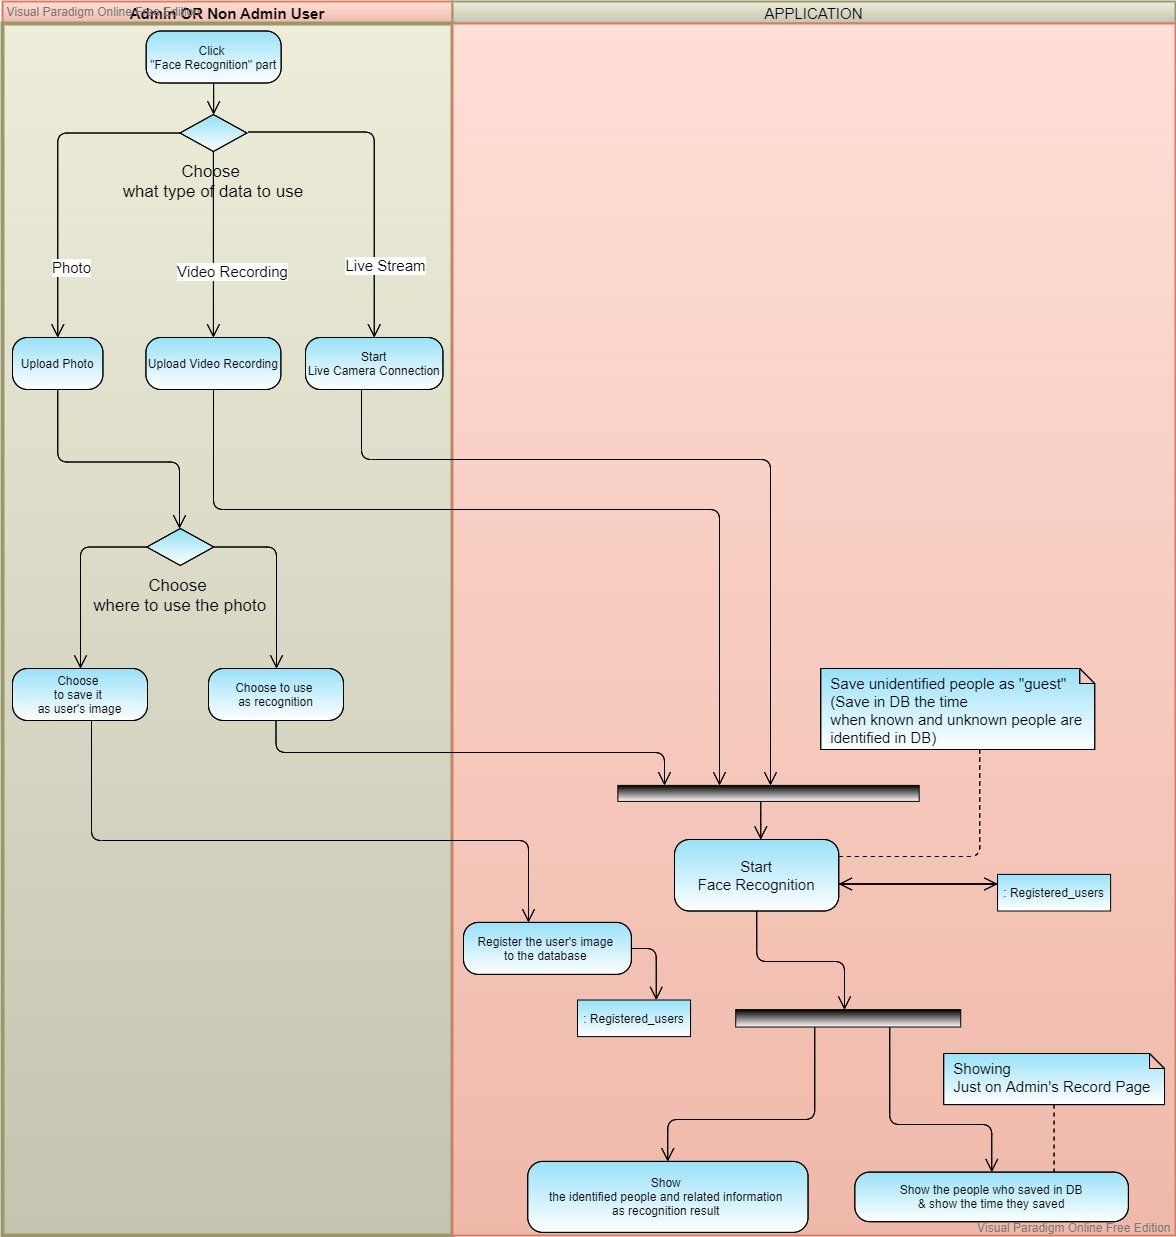 Visual Paradigm Online Free Edition
Admin OR Non Admin User
APPLICATION
Click
"Face Recognition" part
Choose
what type of data to use
Photo
Video Recording
Live Stream
Upload Photo
Upload Video Recording
Start
Live Camera Connection
Choose
where to use the photo
Choose
to save it
as user's image
Choose to use
as recognition
Save unidentified people as "guest"
(Save in DB the time
when known and unknown people are
identified in DB)
Start
Face Recognition
: Registered_users
Register the user's image
to the database
: Registered_users
Showing
Just on Admin's Record Page
Show
the identified people and related information
as recognition result
Show the people who saved in DB
& show the time they saved
Visual Paradigm Online Free Edition